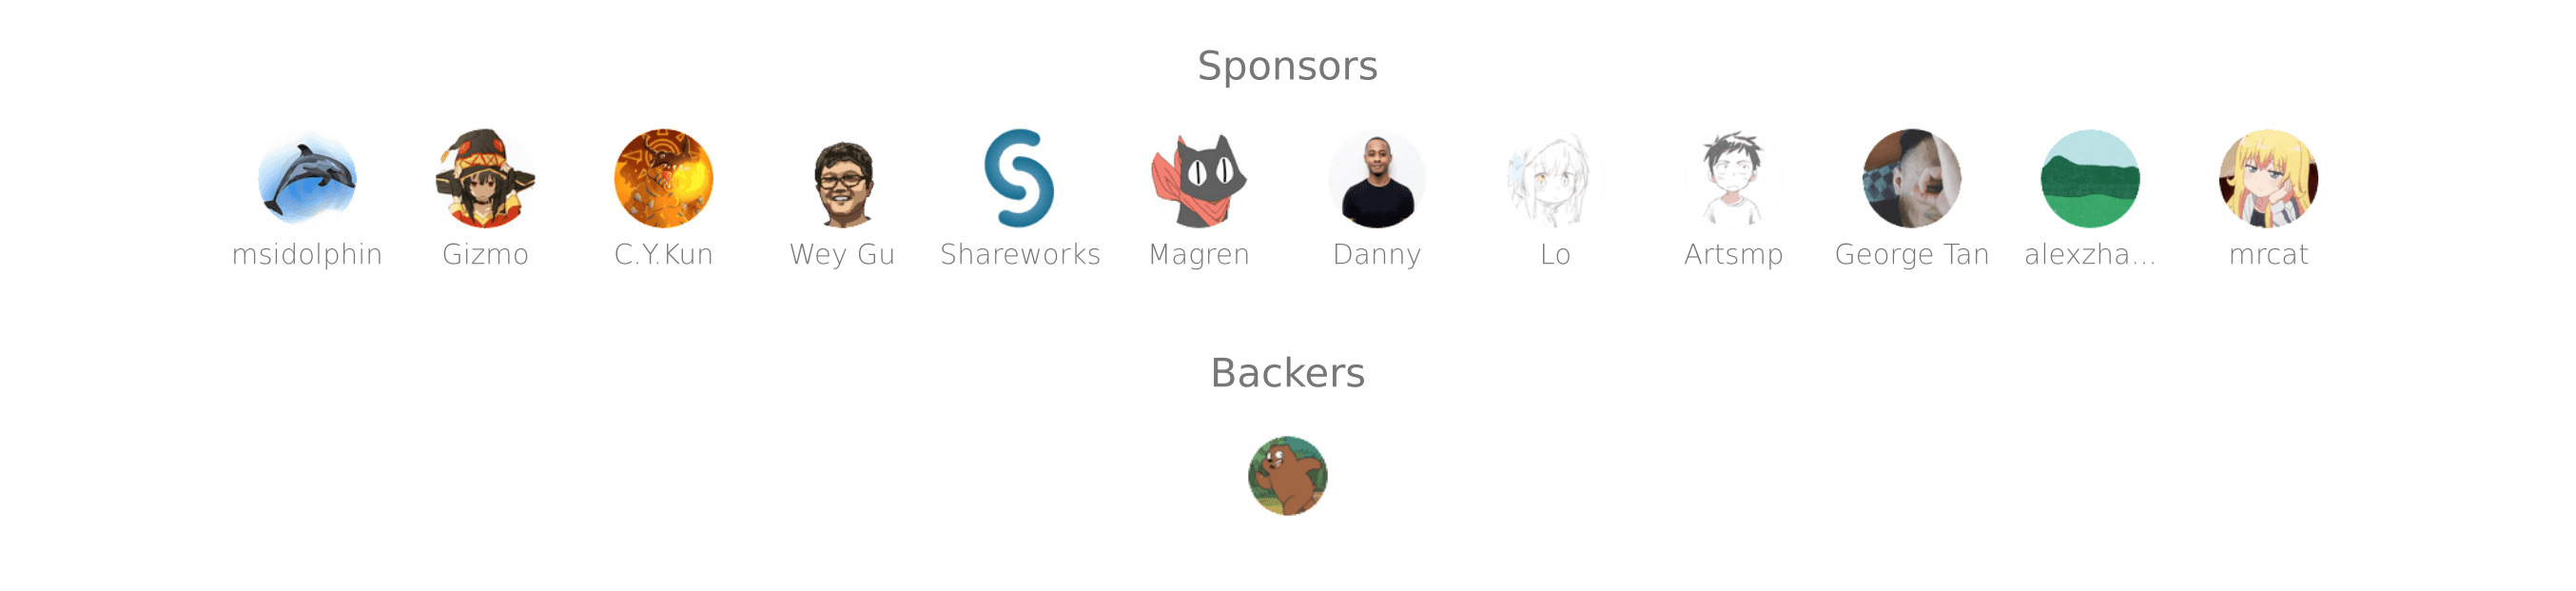 Sponsors
msidolphin Gizmo C.Y.Kun Wey Gu Shareworks Magren Danny Lo Artsmp George Tan alexzha... mrcat
Backers